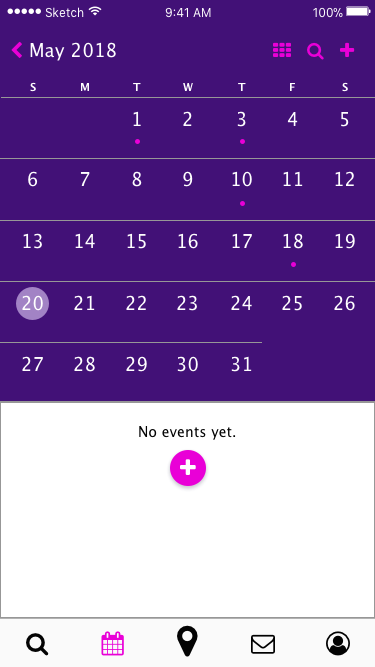 Sketch 9:41 AM 100%
May 2018
S M T W T F S
1 2 3 4 5
6 7 8 9 10 11 12
13 14 15 16 17 18 19
20 21 22 23 24 25 26
27 28 29 30 31
No events yet.